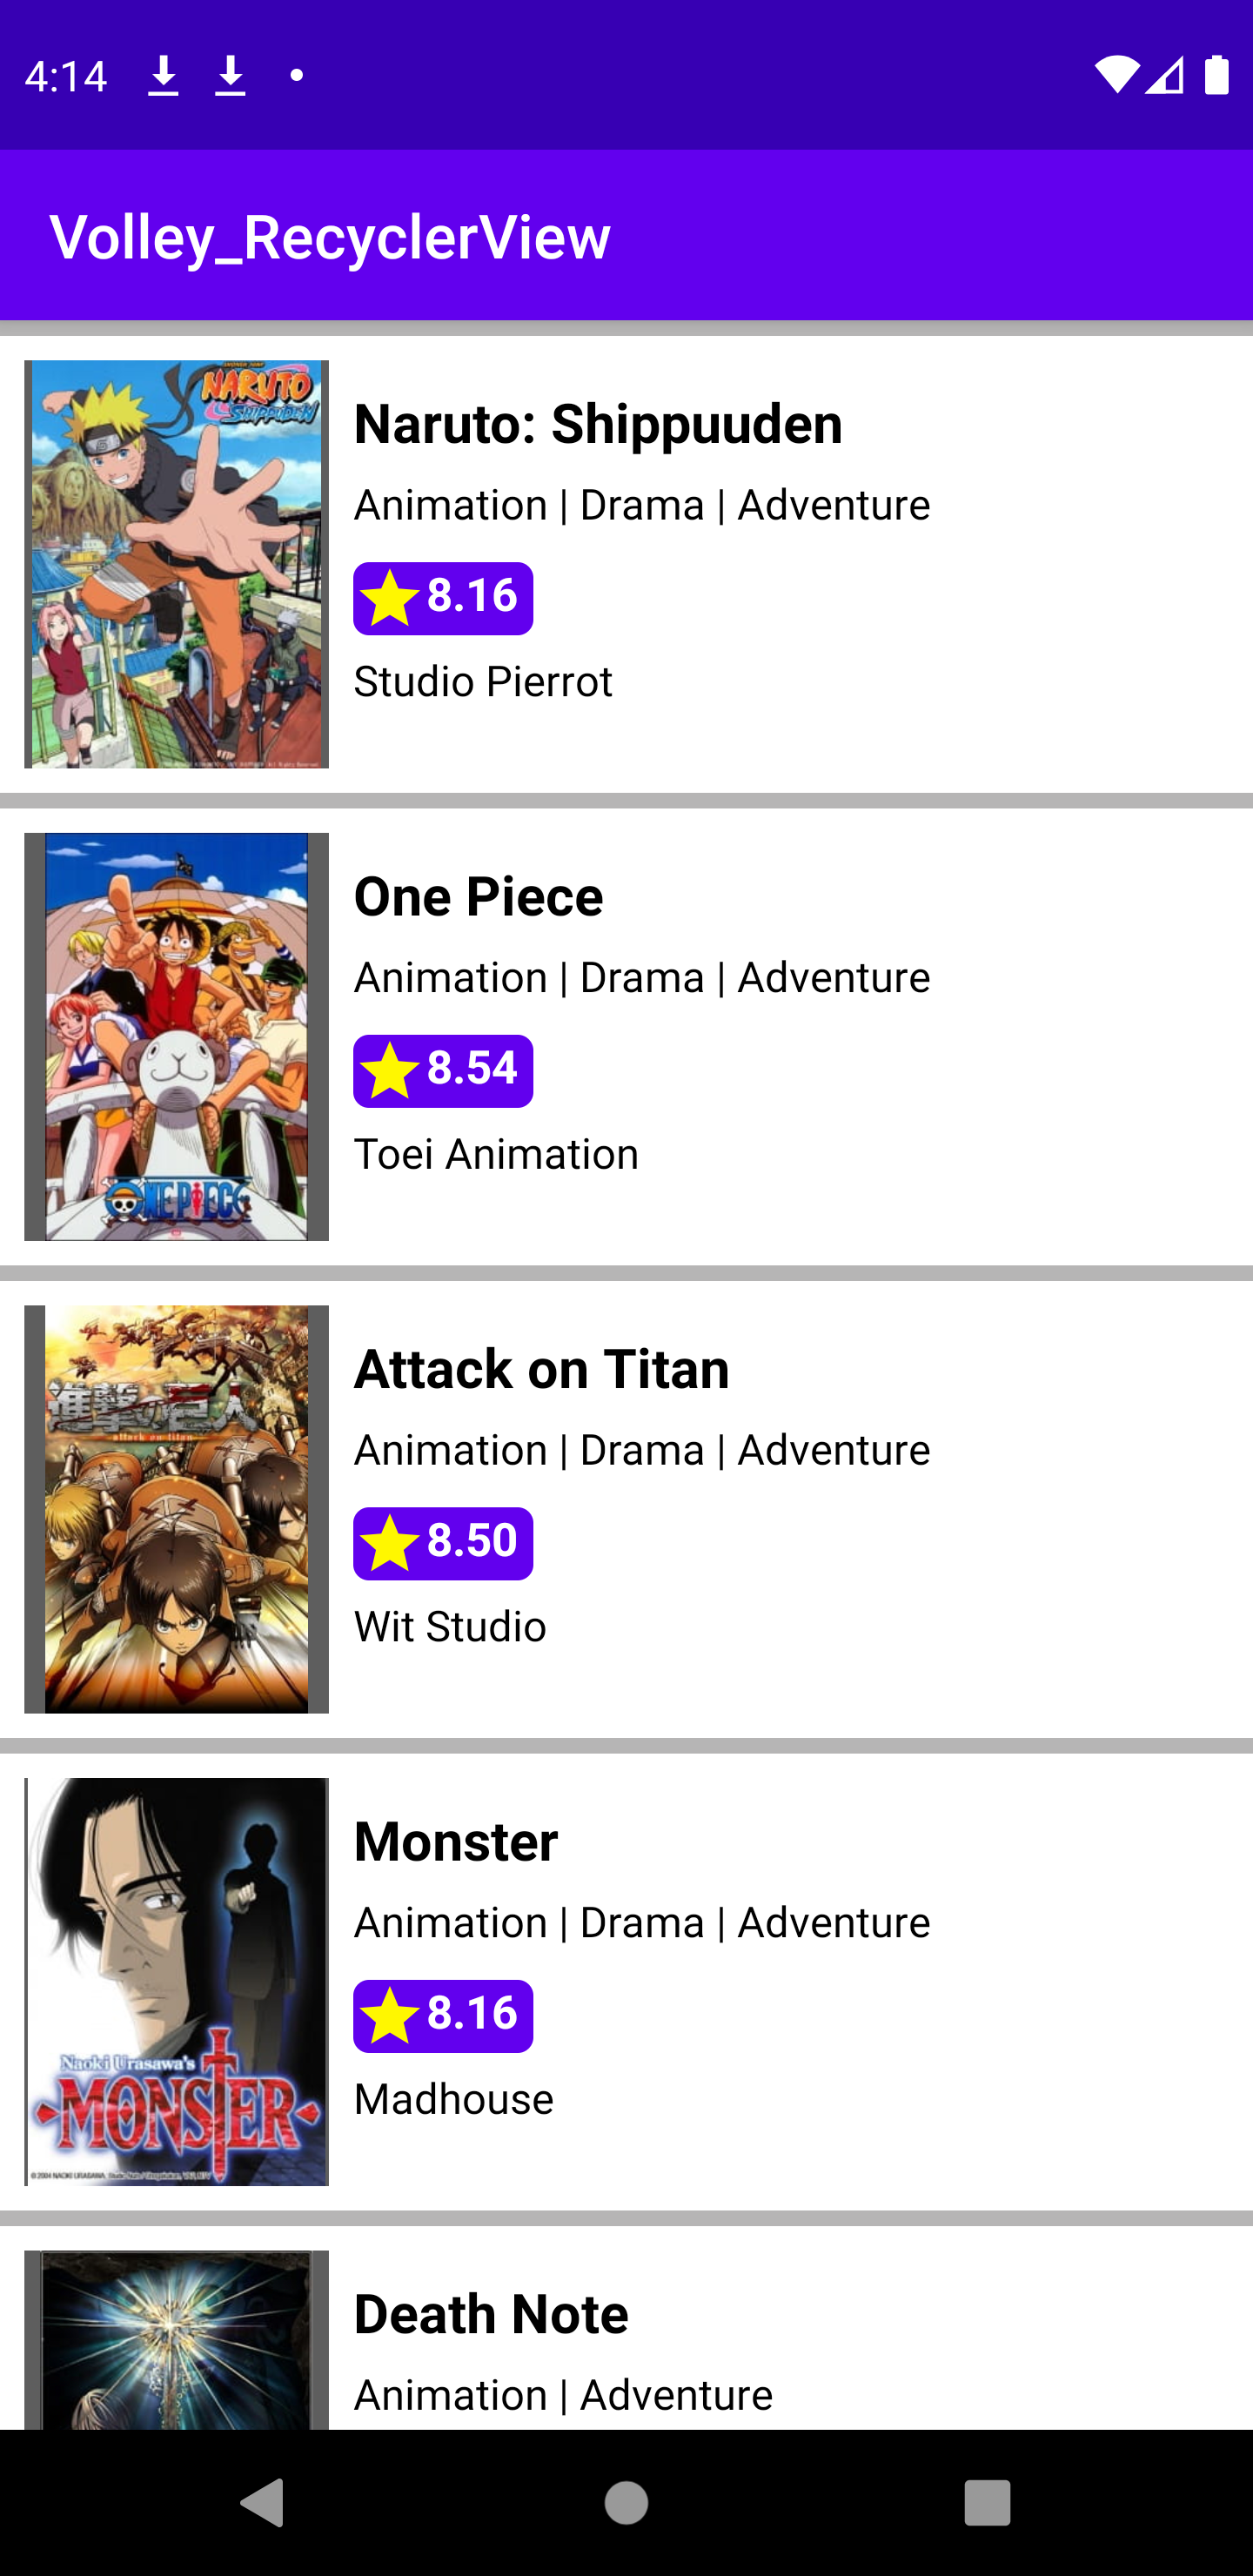 4:14
Volley_RecyclerView
NARUTO
SHIPPUDEN
Naruto: Shippuuden
Animation | Drama | Adventure
8.16
Studio Pierrot
ONE PIECE
One Piece
Animation | Drama | Adventure
8.54
Toei Animation
進撃の巨人
attack on titan
Attack on Titan
Animation | Drama | Adventure
8.50
Wit Studio
Naoki Urasawa's
MONSTER
Monster
Animation | Drama | Adventure
8.16
Madhouse
Death Note
Animation | Adventure